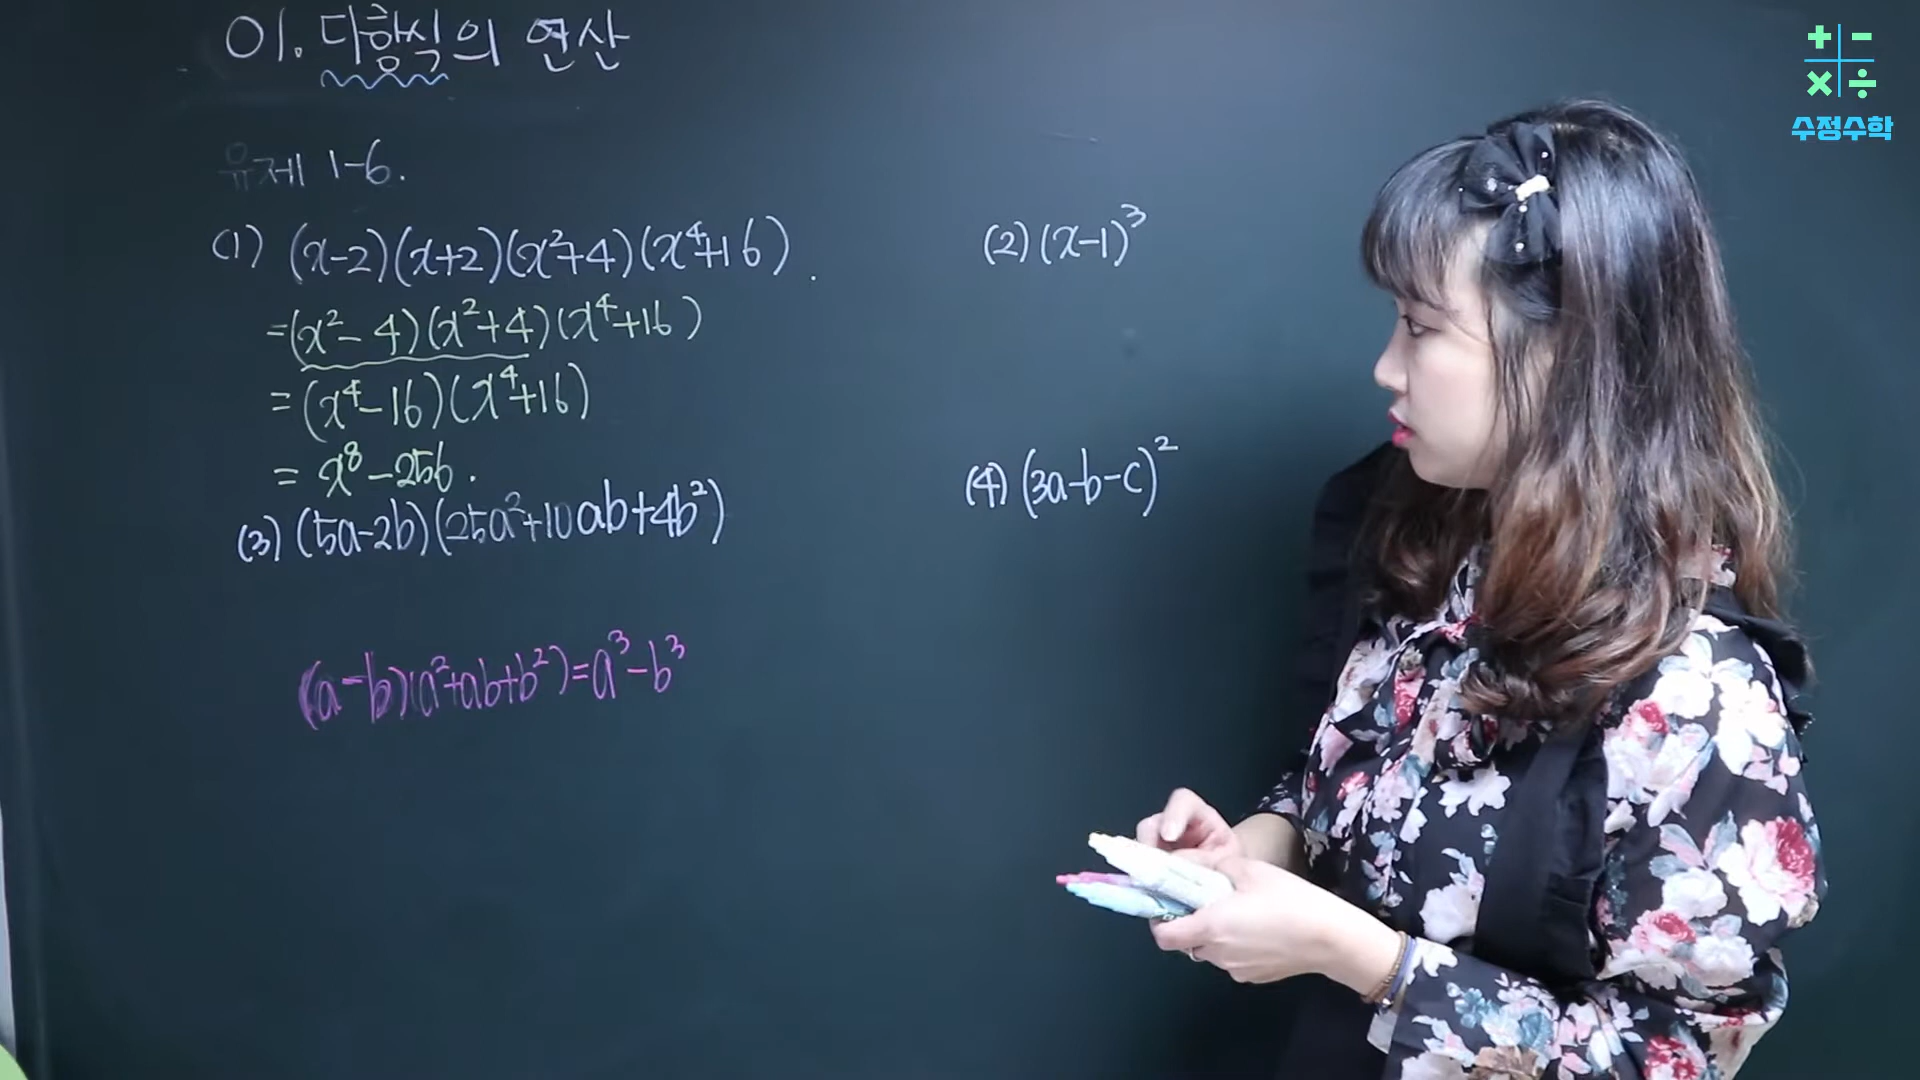 01. 다항식의 연산
유제 1-6.
(1) (x-2)(x+2)(x²+4)(x⁴+16).
=(x²-4)(x²+4)(x⁴+16)
=(x⁴-16)(x⁴+16)
= x⁸-256.
(2) (x-1)³
(3) (5a-2b)(25a²+10ab+4b²)
(a-b)(a²+ab+b²)=a³-b³
(4) (3a-b-c)²
+ -
× ÷
수정수학